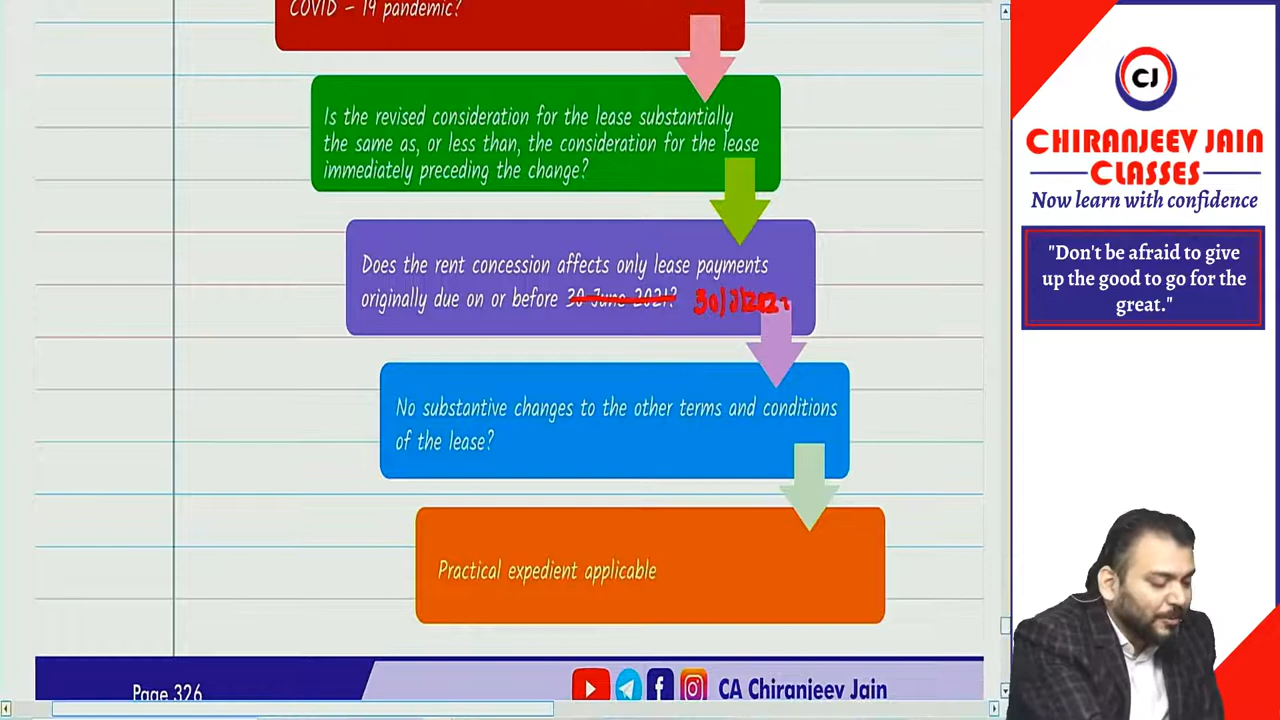 COVID – 19 pandemic?
Is the revised consideration for the lease substantially
the same as, or less than, the consideration for the lease
immediately preceding the change?
Does the rent concession affects only lease payments
originally due on or before 30 June 2021?
No substantive changes to the other terms and conditions
of the lease?
Practical expedient applicable
Page 326
CA Chiranjeev Jain
CJ
CHIRANJEEV JAIN
CLASSES
Now learn with confidence
"Don't be afraid to give
up the good to go for the
great."